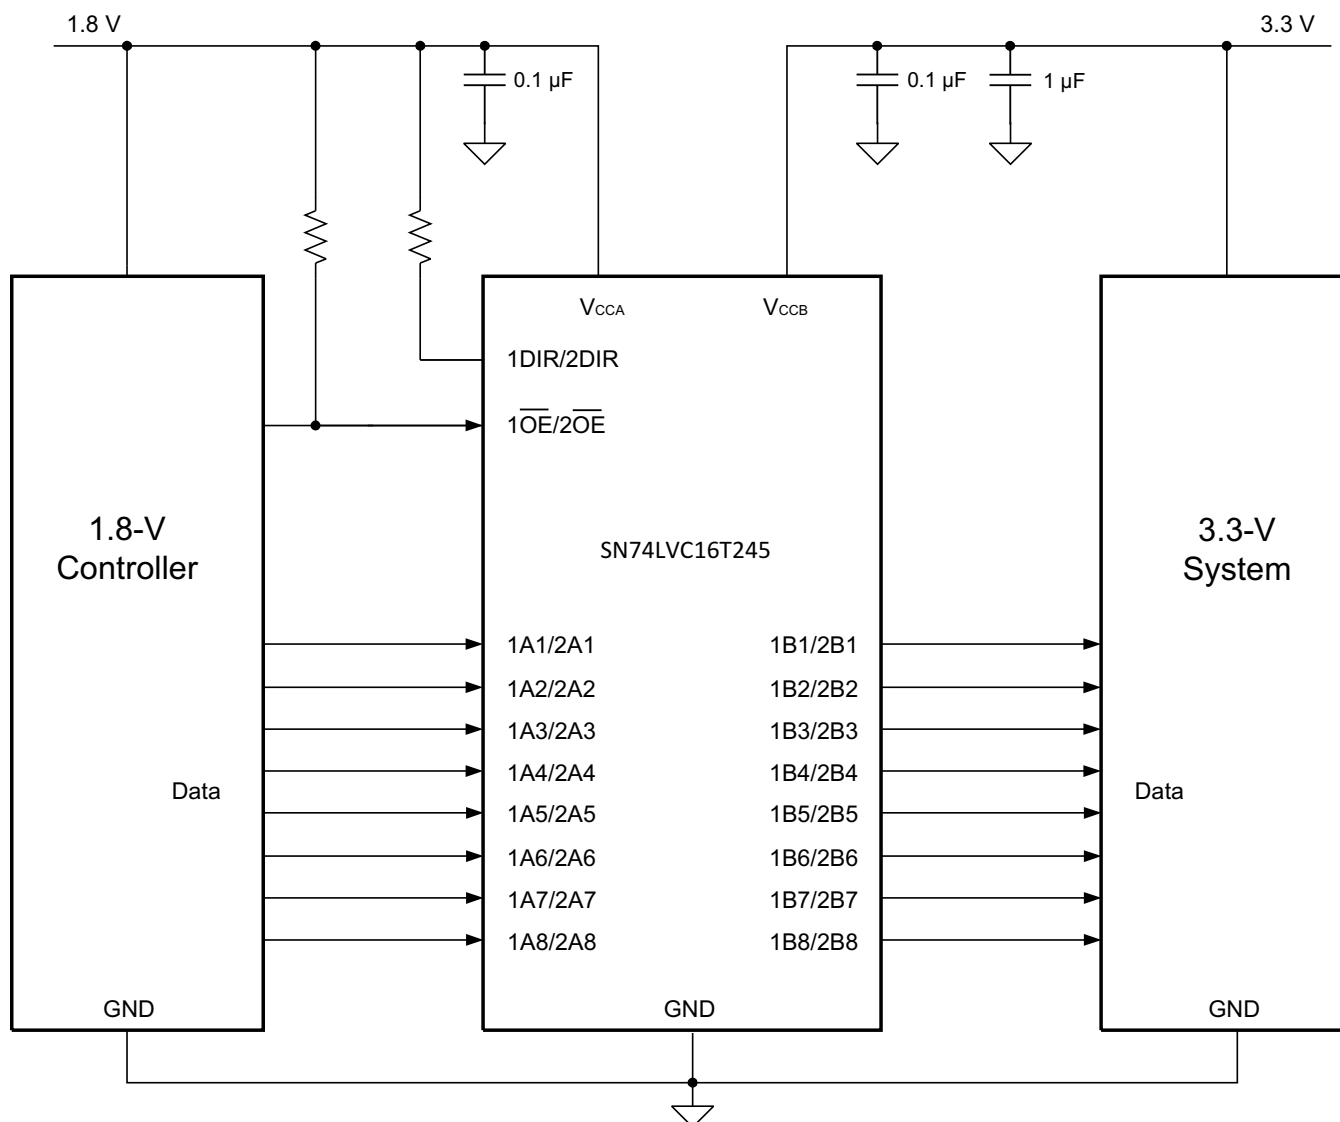 1.8 V
3.3 V
0.1 µF
0.1 µF
1 µF
VCCA
VCCB
1DIR/2DIR
1O̅E̅/2O̅E̅
1.8-V
Controller
SN74LVC16T245
3.3-V
System
1A1/2A1
1B1/2B1
1A2/2A2
1B2/2B2
1A3/2A3
1B3/2B3
1A4/2A4
1B4/2B4
Data
Data
1A5/2A5
1B5/2B5
1A6/2A6
1B6/2B6
1A7/2A7
1B7/2B7
1A8/2A8
1B8/2B8
GND
GND
GND